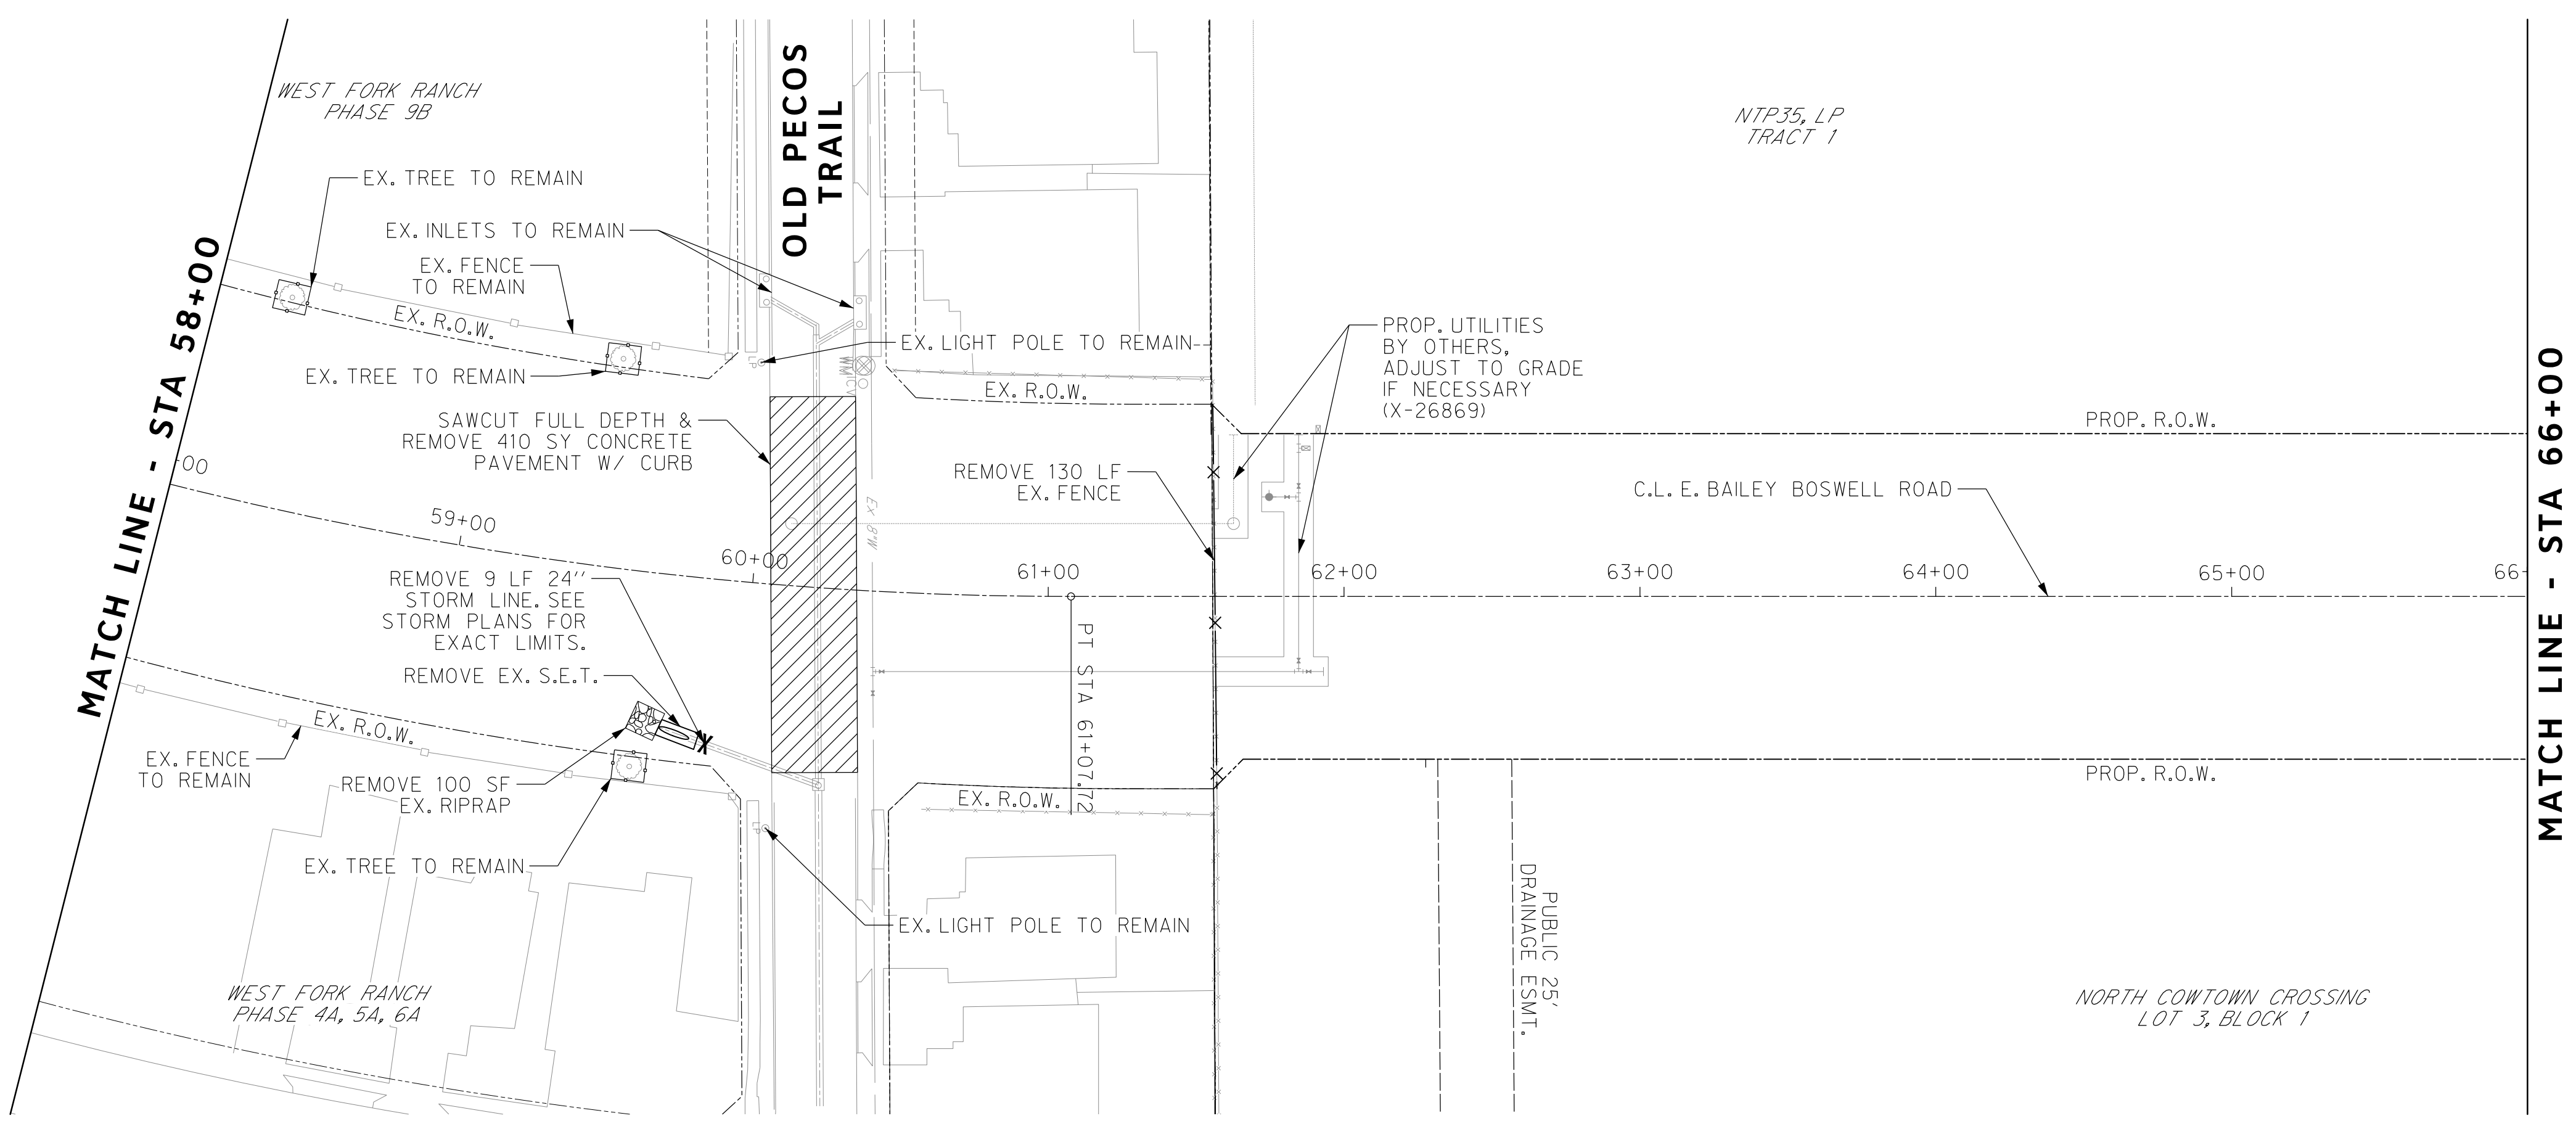 MATCH LINE - STA 58+00
WEST FORK RANCH
PHASE 9B
EX. TREE TO REMAIN
EX. INLETS TO REMAIN
EX. FENCE
TO REMAIN
EX. R.O.W.
EX. TREE TO REMAIN
OLD PECOS
TRAIL
EX. LIGHT POLE TO REMAIN
LP
EX. R.O.W.
SAWCUT FULL DEPTH &
REMOVE 410 SY CONCRETE
PAVEMENT W/ CURB
EX 8"W
REMOVE 130 LF
EX. FENCE
PROP. UTILITIES
BY OTHERS,
ADJUST TO GRADE
IF NECESSARY
(X-26869)
NTP35, LP
TRACT 1
PROP. R.O.W.
C.L. E. BAILEY BOSWELL ROAD
+00
59+00
60+00
61+00
62+00
63+00
64+00
65+00
66+
PT STA 61+07.72
REMOVE 9 LF 24"
STORM LINE. SEE
STORM PLANS FOR
EXACT LIMITS.
REMOVE EX. S.E.T.
EX. R.O.W.
EX. FENCE
TO REMAIN
REMOVE 100 SF
EX. RIPRAP
EX. TREE TO REMAIN
LP
EX. LIGHT POLE TO REMAIN
EX. R.O.W.
PROP. R.O.W.
PUBLIC 25'
DRAINAGE ESMT.
WEST FORK RANCH
PHASE 4A, 5A, 6A
NORTH COWTOWN CROSSING
LOT 3, BLOCK 1
MATCH LINE - STA 66+00